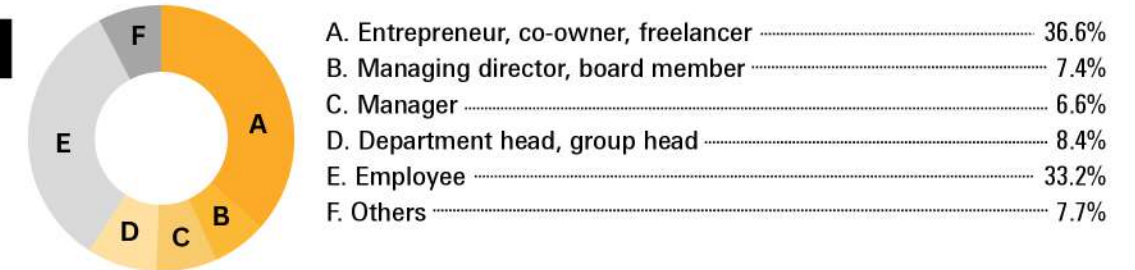 F
A
E
B
D
C
A. Entrepreneur, co-owner, freelancer 36.6%
B. Managing director, board member 7.4%
C. Manager 6.6%
D. Department head, group head 8.4%
E. Employee 33.2%
F. Others 7.7%